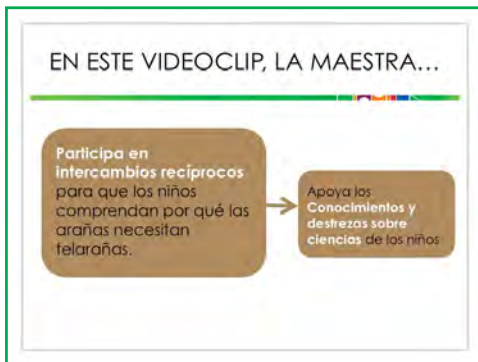 EN ESTE VIDEOCLIP, LA MAESTRA...
Participa en
intercambios recíprocos
para que los niños
comprendan por qué las
arañas necesitan
telarañas.
Apoya los
Conocimientos y
destrezas sobre
ciencias de los niños